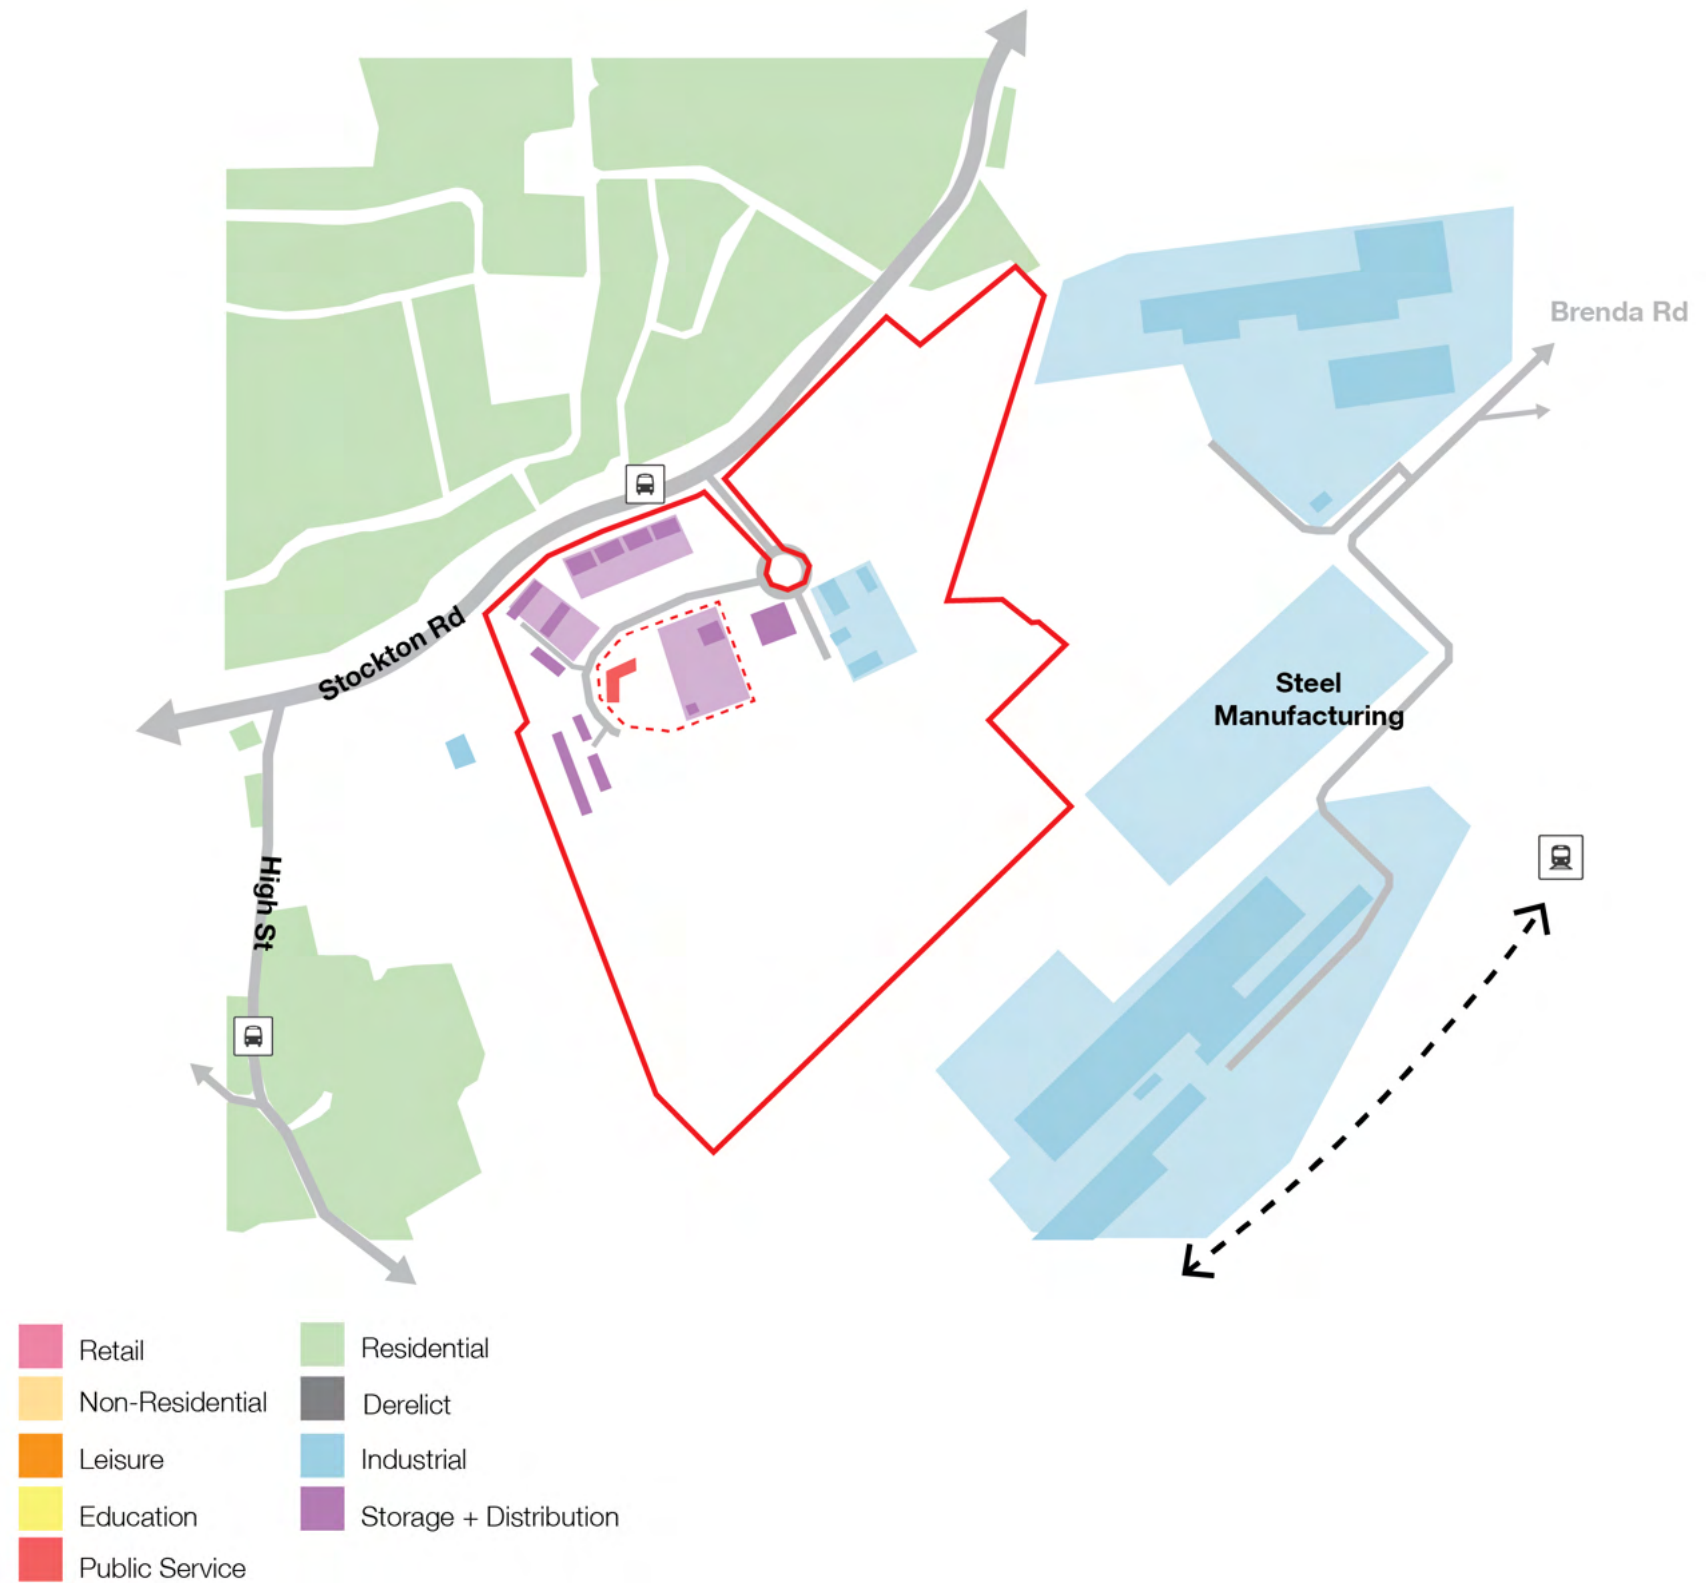 Brenda Rd
Stockton Rd
Steel
Manufacturing
High St
Retail
Non-Residential
Leisure
Education
Public Service
Residential
Derelict
Industrial
Storage + Distribution